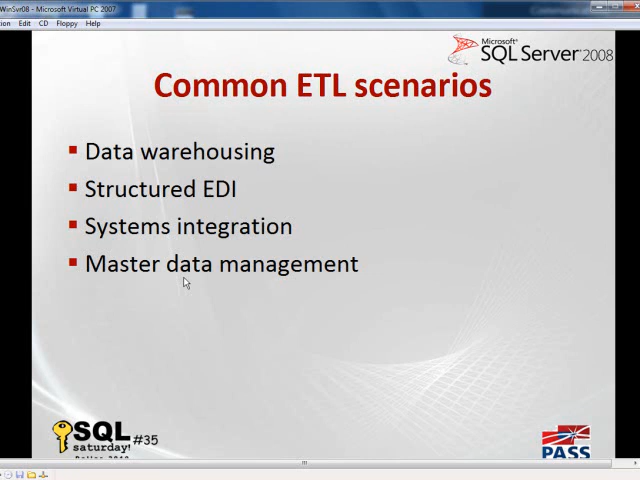 WinSvr08 - Microsoft Virtual PC 2007
Edit CD Floppy Help
Microsoft®
SQL Server 2008
Common ETL scenarios
Data warehousing
Structured EDI
Systems integration
Master data management
SQL
saturday!
#35
PASS